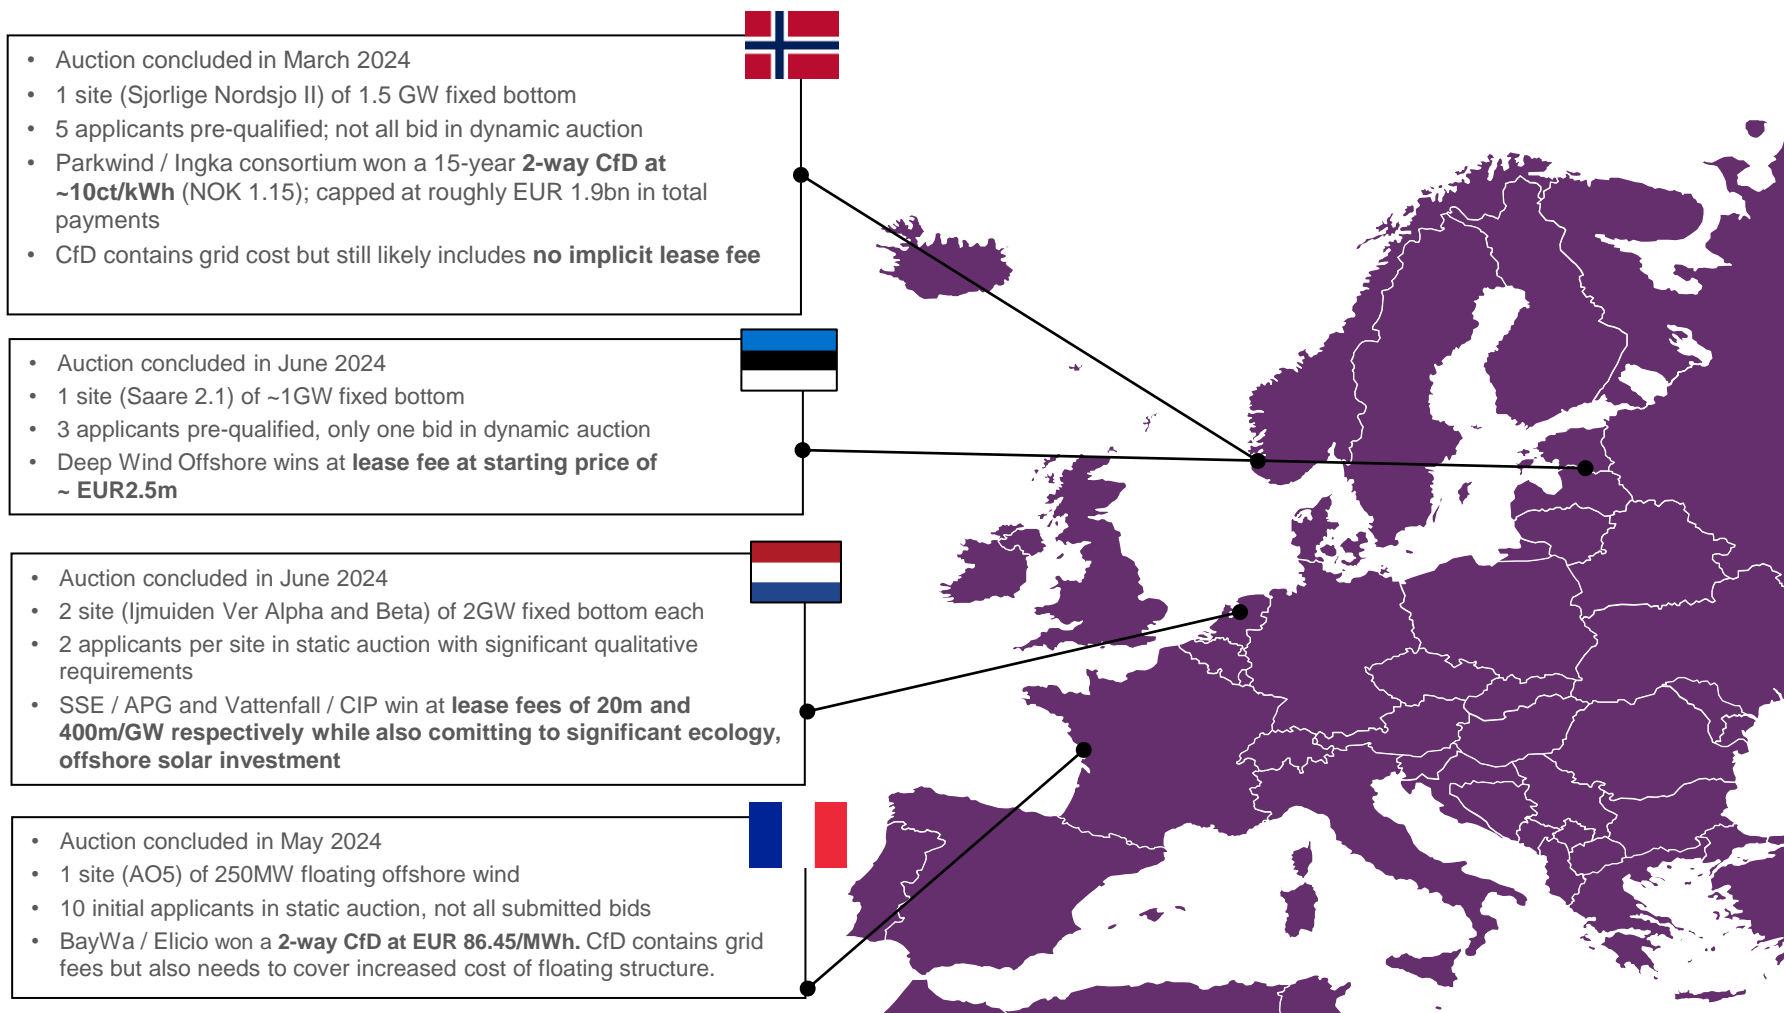 • Auction concluded in March 2024
• 1 site (Sjorlige Nordsjo II) of 1.5 GW fixed bottom
• 5 applicants pre-qualified; not all bid in dynamic auction
• Parkwind / Ingka consortium won a 15-year 2-way CfD at
~10ct/kWh (NOK 1.15); capped at roughly EUR 1.9bn in total
payments
• CfD contains grid cost but still likely includes no implicit lease fee
• Auction concluded in June 2024
• 1 site (Saare 2.1) of ~1GW fixed bottom
• 3 applicants pre-qualified, only one bid in dynamic auction
• Deep Wind Offshore wins at lease fee at starting price of
~ EUR2.5m
• Auction concluded in June 2024
• 2 site (Ijmuiden Ver Alpha and Beta) of 2GW fixed bottom each
• 2 applicants per site in static auction with significant qualitative
requirements
• SSE / APG and Vattenfall / CIP win at lease fees of 20m and
400m/GW respectively while also comitting to significant ecology,
offshore solar investment
• Auction concluded in May 2024
• 1 site (AO5) of 250MW floating offshore wind
• 10 initial applicants in static auction, not all submitted bids
• BayWa / Elicio won a 2-way CfD at EUR 86.45/MWh. CfD contains grid
fees but also needs to cover increased cost of floating structure.